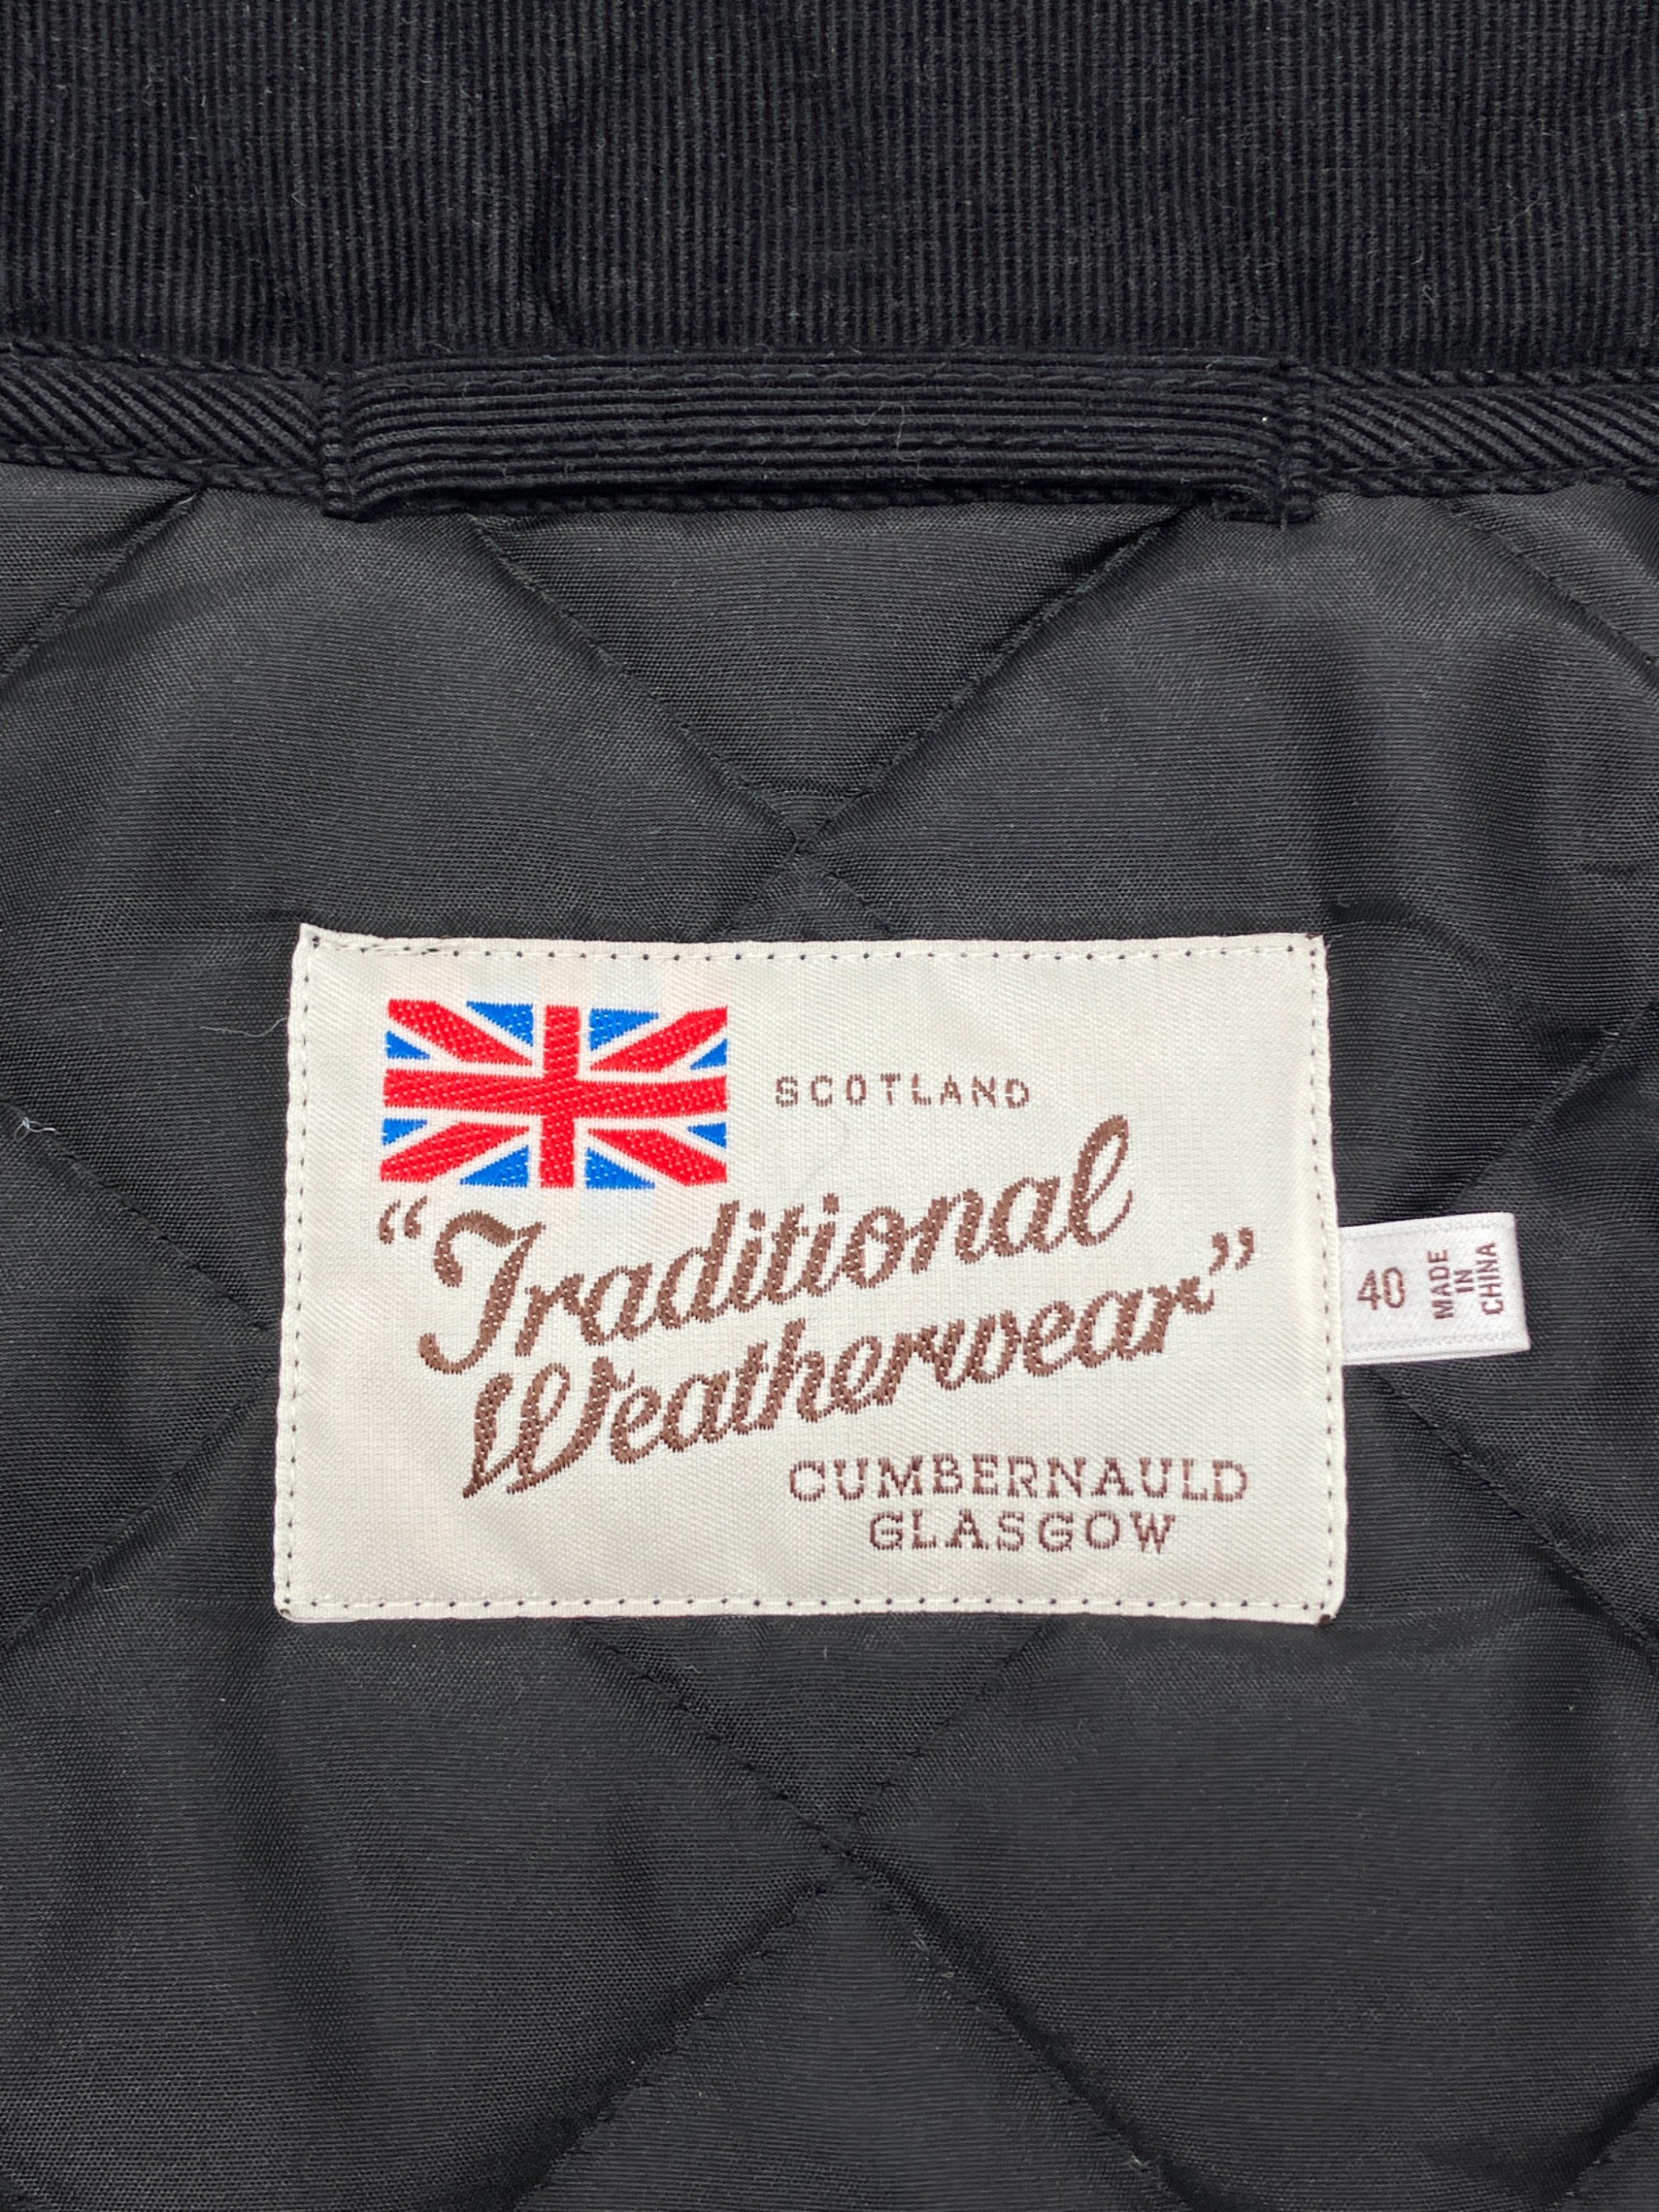 SCOTLAND
“Traditional
Weatherwear”
CUMBERNAULD
GLASGOW
40
MADE
IN
CHINA